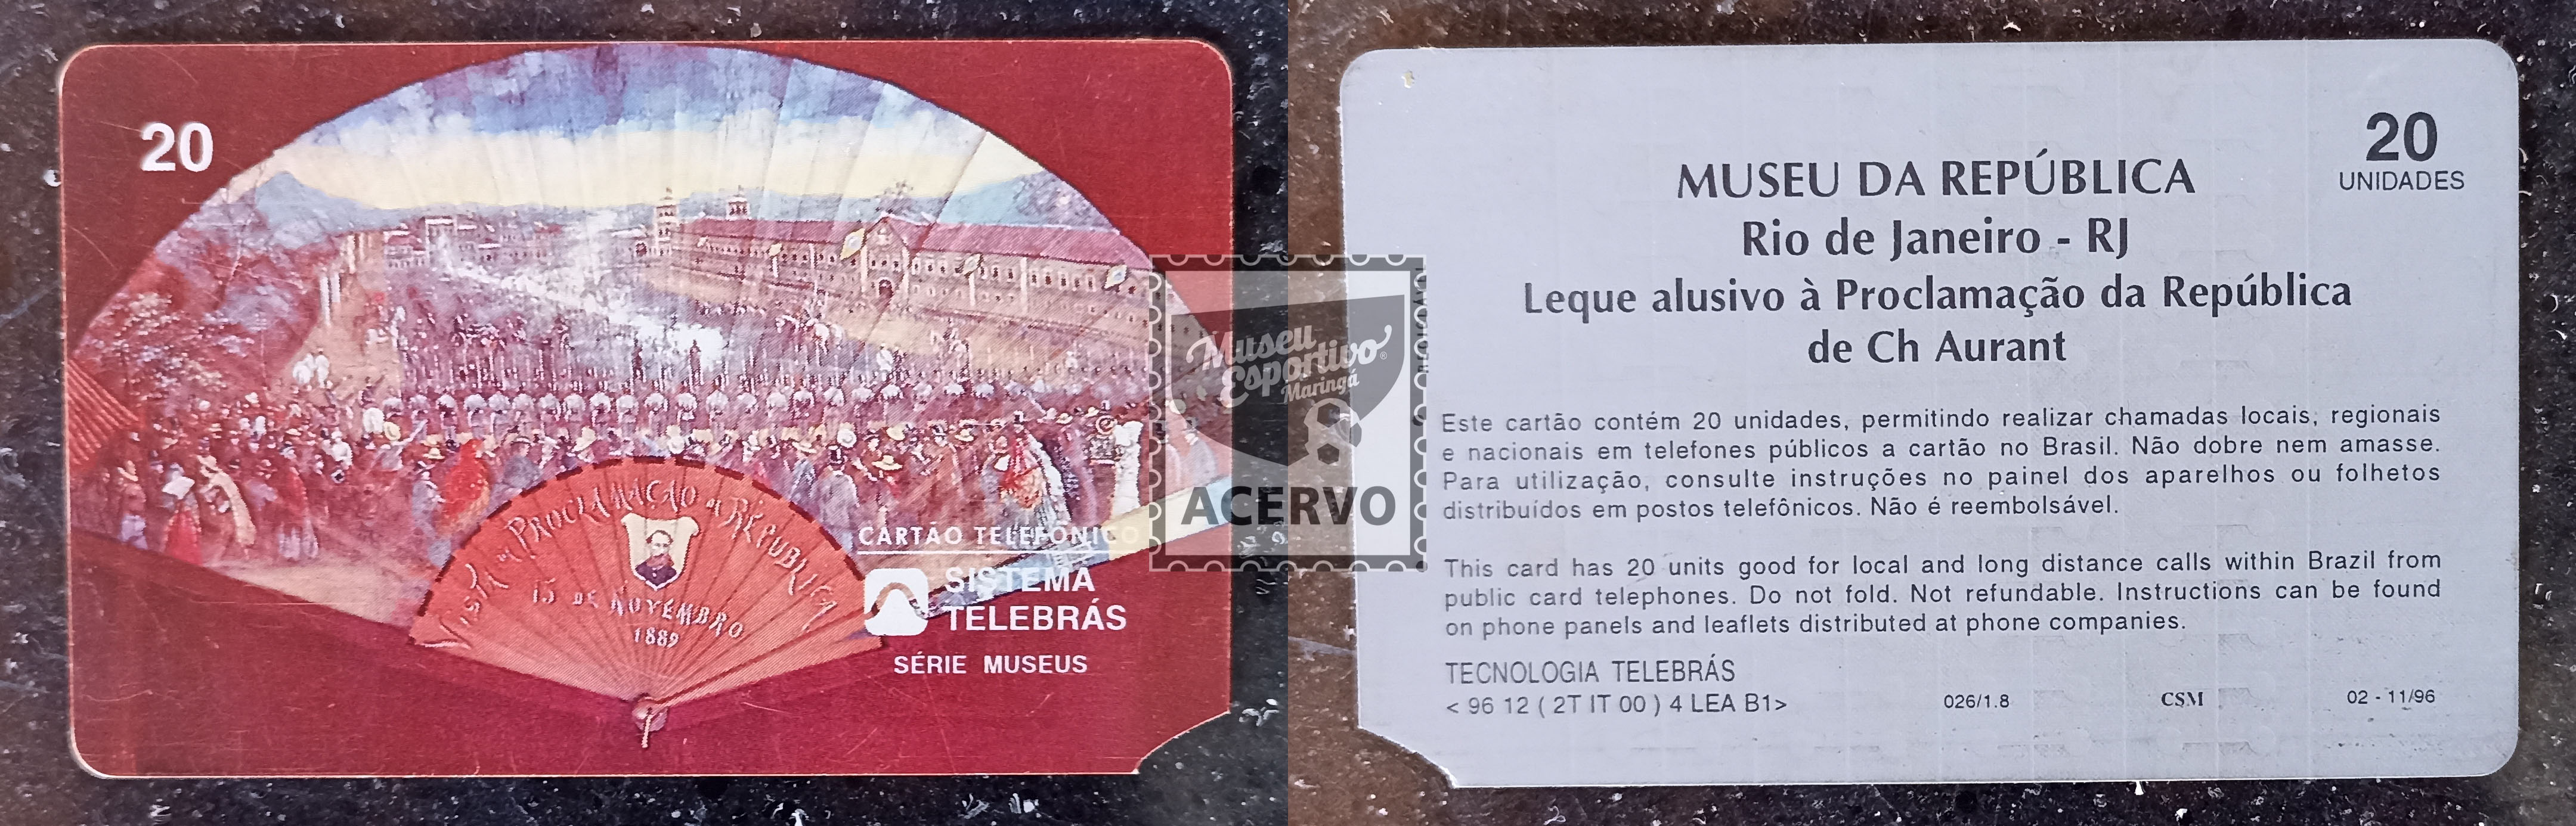 20
VISTA DA PROCLAMAÇÃO DA REPUBLICA
15 DE NOVEMBRO
1889
CARTÃO TELEFÔNICO
SISTEMA
TELEBRÁS
SÉRIE MUSEUS
Museu
Esportivo®
Maringá
ACERVO
20
UNIDADES
MUSEU DA REPÚBLICA
Rio de Janeiro - RJ
Leque alusivo à Proclamação da República
de Ch Aurant
Este cartão contém 20 unidades, permitindo realizar chamadas locais, regionais
e nacionais em telefones públicos a cartão no Brasil. Não dobre nem amasse.
Para utilização, consulte instruções no painel dos aparelhos ou folhetos
distribuídos em postos telefônicos. Não é reembolsável.
This card has 20 units good for local and long distance calls within Brazil from
public card telephones. Do not fold. Not refundable. Instructions can be found
on phone panels and leaflets distributed at phone companies.
TECNOLOGIA TELEBRÁS
< 96 12 ( 2T IT 00 ) 4 LEA B1> 026/1.8 CSM 02 - 11/96